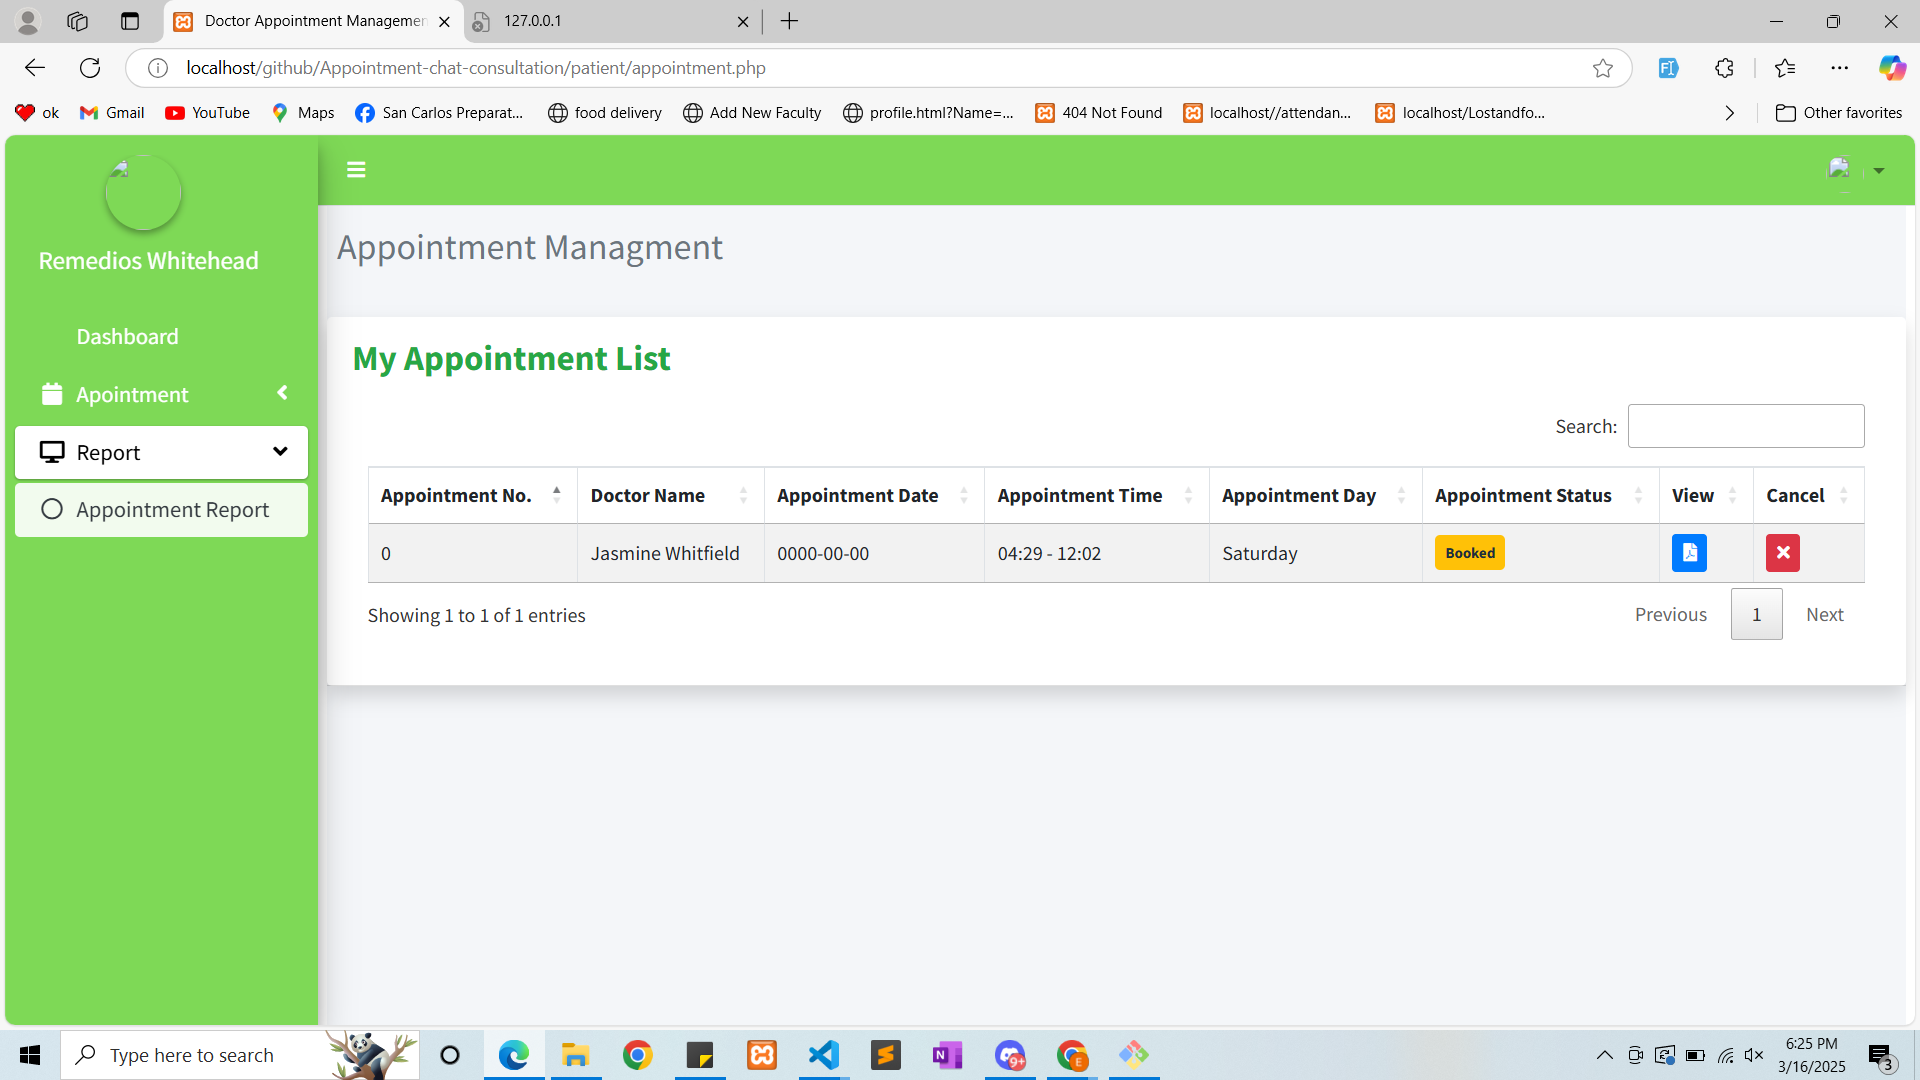 Doctor Appointment Managemen
127.0.0.1
localhost/github/Appointment-chat-consultation/patient/appointment.php
ok Gmail YouTube Maps San Carlos Preparat... food delivery Add New Faculty profile.html?Name=... 404 Not Found localhost//attendan... localhost/Lostandfo... Other favorites
Remedios Whitehead
Dashboard
Apointment
Report
Appointment Report
Appointment Managment
My Appointment List
Search:
Appointment No. Doctor Name Appointment Date Appointment Time Appointment Day Appointment Status View Cancel
0 Jasmine Whitfield 0000-00-00 04:29 - 12:02 Saturday Booked
Showing 1 to 1 of 1 entries
Previous 1 Next
Type here to search
9+
E
6:25 PM
3/16/2025
3